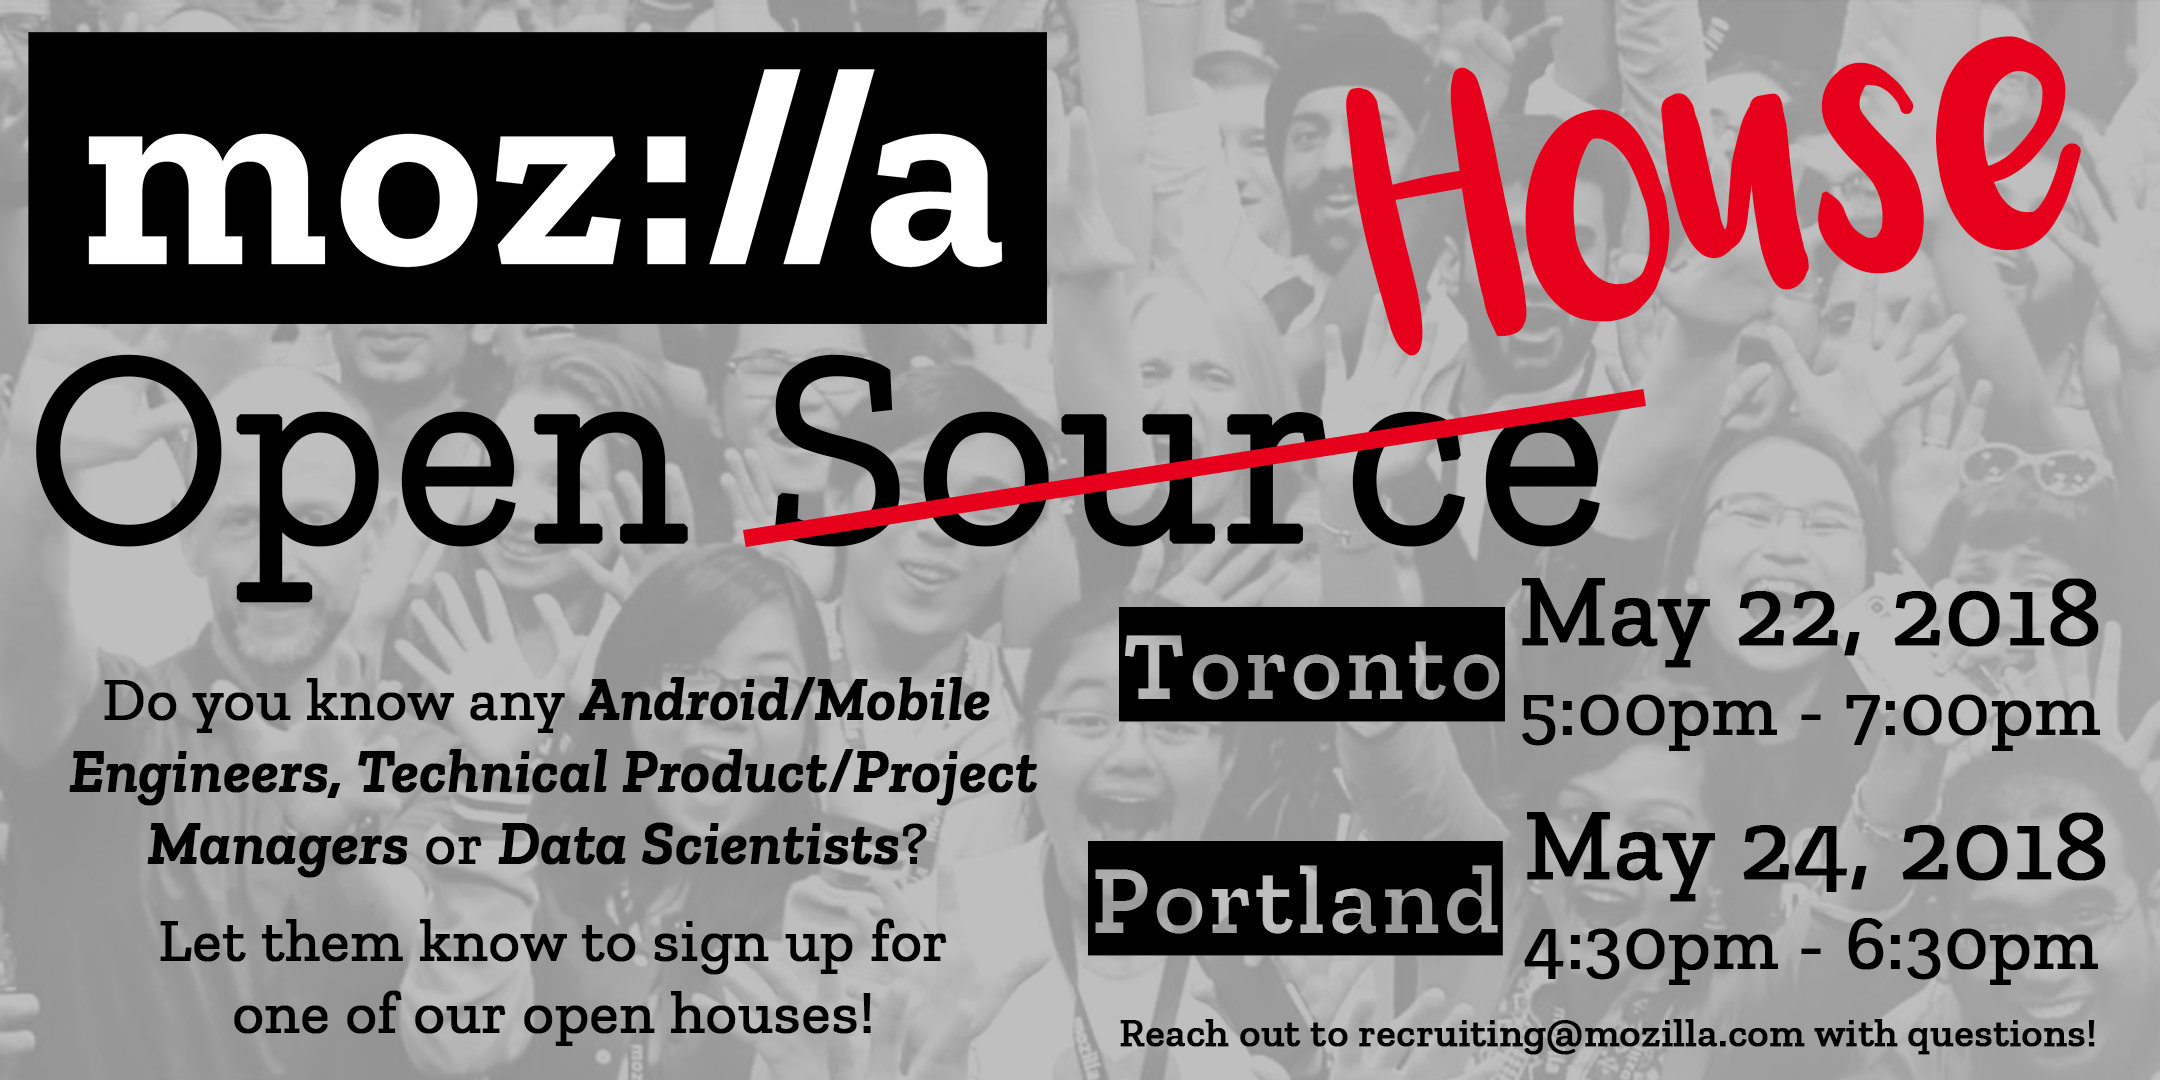 moz://a
House
Open Source
Do you know any Android/Mobile
Engineers, Technical Product/Project
Managers or Data Scientists?
Let them know to sign up for
one of our open houses!
Toronto
May 22, 2018
5:00pm - 7:00pm
Portland
May 24, 2018
4:30pm - 6:30pm
Reach out to recruiting@mozilla.com with questions!